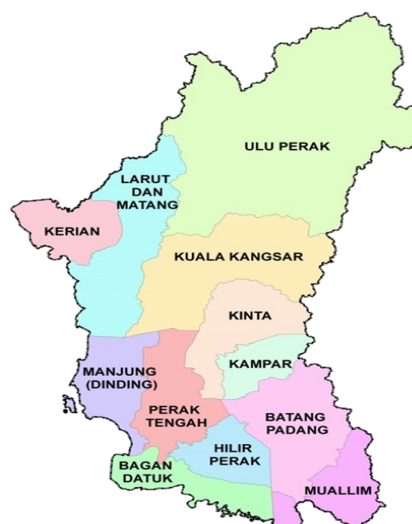 ULU PERAK
LARUT
DAN
MATANG
KERIAN
KUALA KANGSAR
KINTA
KAMPAR
MANJUNG
(DINDING)
PERAK
TENGAH
BATANG
PADANG
HILIR
PERAK
BAGAN
DATUK
MUALLIM